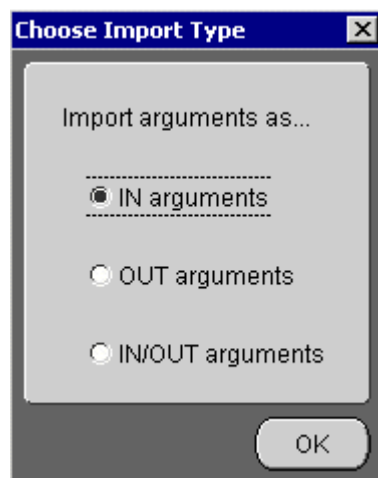 Choose Import Type
Import arguments as...
IN arguments
OUT arguments
IN/OUT arguments
OK